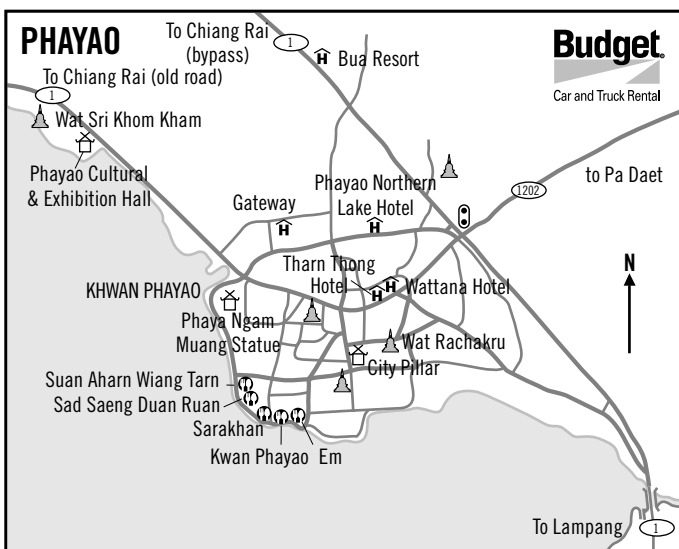 PHAYAO
To Chiang Rai
(bypass)
1
Bua Resort
Budget
Car and Truck Rental
To Chiang Rai (old road)
1
Wat Sri Khom Kham
Phayao Cultural
& Exhibition Hall
Phayao Northern
Lake Hotel
1202
to Pa Daet
Gateway
Tharn Thong
Hotel
Wattana Hotel
N
KHWAN PHAYAO
Phaya Ngam
Muang Statue
Wat Rachakru
City Pillar
Suan Aharn Wiang Tarn
Sad Saeng Duan Ruan
Sarakhan
Kwan Phayao
Em
To Lampang
1